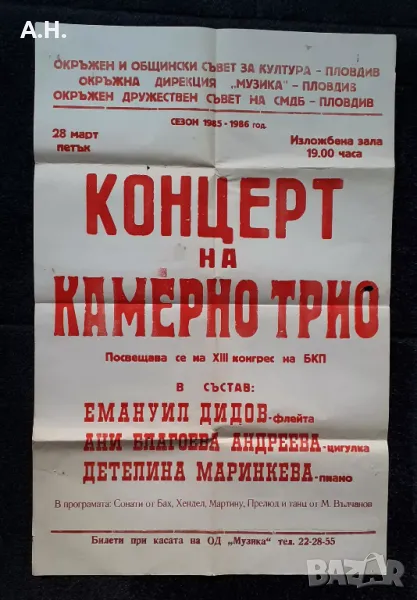 А.Н.
ОКРЪЖЕН И ОБЩИНСКИ СЪВЕТ ЗА КУЛТУРА – ПЛОВДИВ
ОКРЪЖНА ДИРЕКЦИЯ „МУЗИКА" – ПЛОВДИВ
ОКРЪЖЕН ДРУЖЕСТВЕН СЪВЕТ НА СМДБ – ПЛОВДИВ
СЕЗОН 1985 - 1986 год.
28 март
петък
Изложбена зала
19.00 часа
КОНЦЕРТ
НА
КАМЕРНО ТРИО
Посвещава се на XIII конгрес на БКП
В СЪСТАВ:
ЕМАНУИЛ ДИДОВ-флейта
АНИ БЛАГОЕВА АНДРЕЕВА-цигулка
ДЕТЕЛИНА МАРИНКЕВА-пиано
В програмата: Сонати от Бах, Хендел, Мартину, Прелюд и танц от М. Вълчанов
Билети при касата на ОД „Музика" тел. 22-28-55
BAZAR